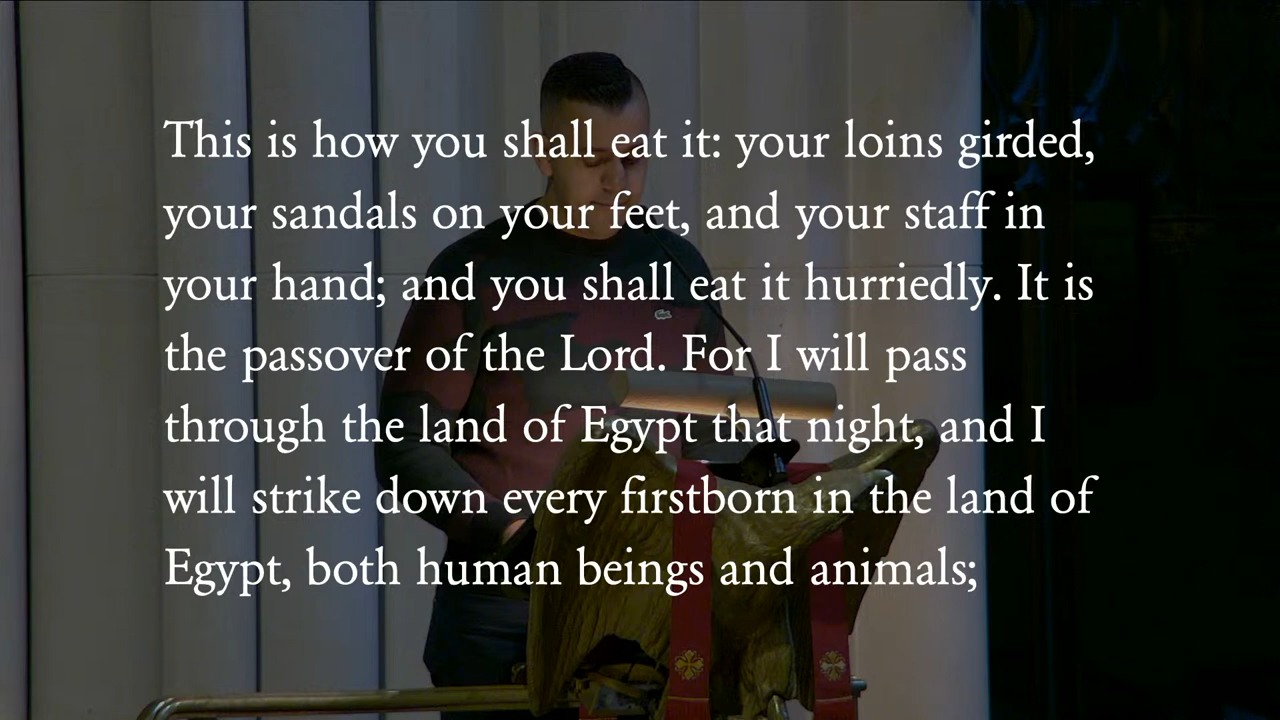 This is how you shall eat it: your loins girded,
your sandals on your feet, and your staff in
your hand; and you shall eat it hurriedly. It is
the passover of the Lord. For I will pass
through the land of Egypt that night, and I
will strike down every firstborn in the land of
Egypt, both human beings and animals;